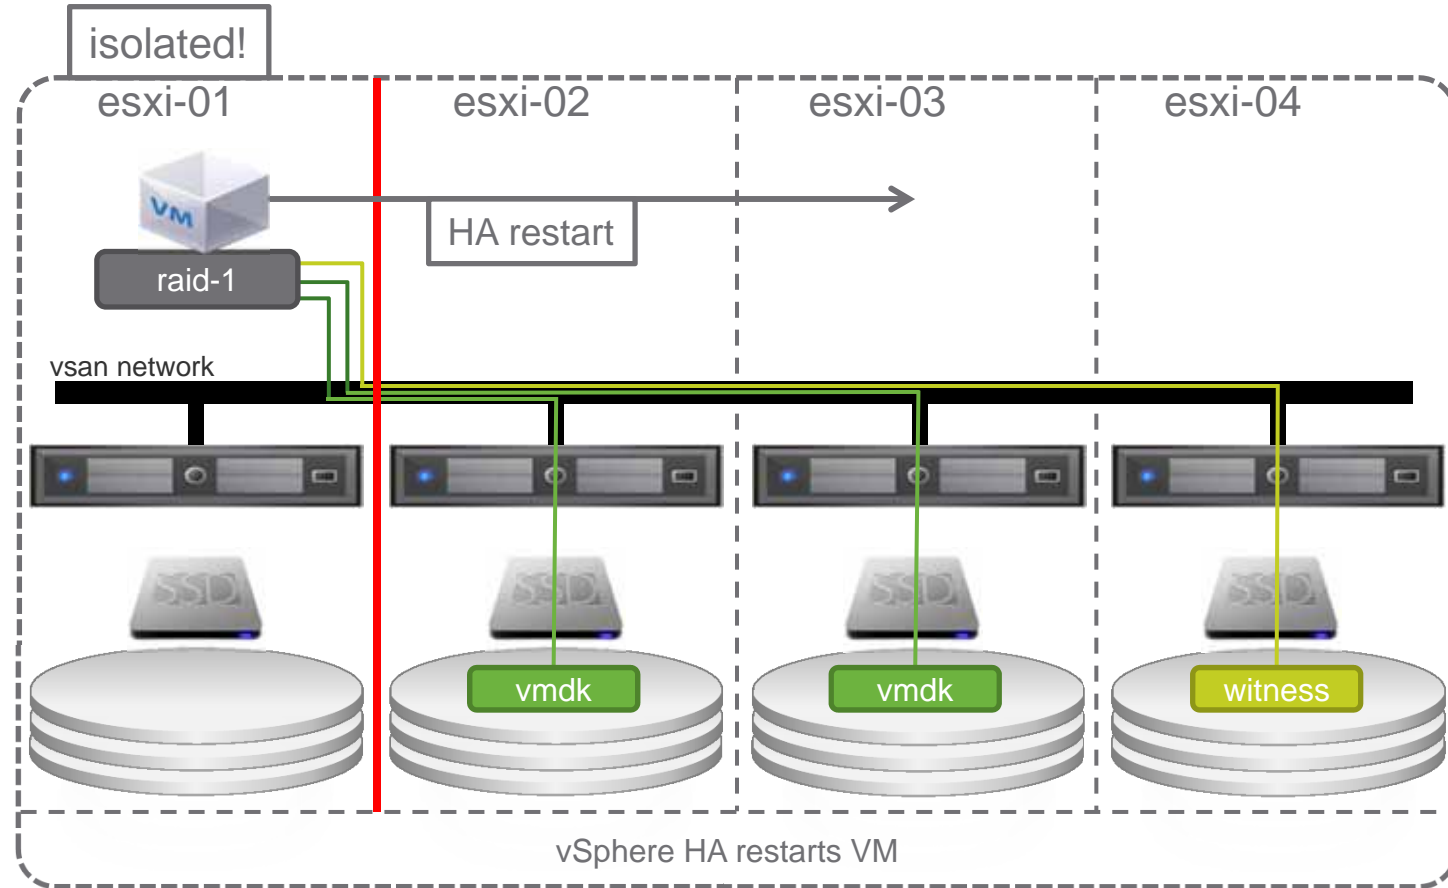 isolated!
esxi-01
esxi-02
esxi-03
esxi-04
VM
HA restart
raid-1
vsan network
SSD
SSD
SSD
SSD
vmdk
vmdk
witness
vSphere HA restarts VM